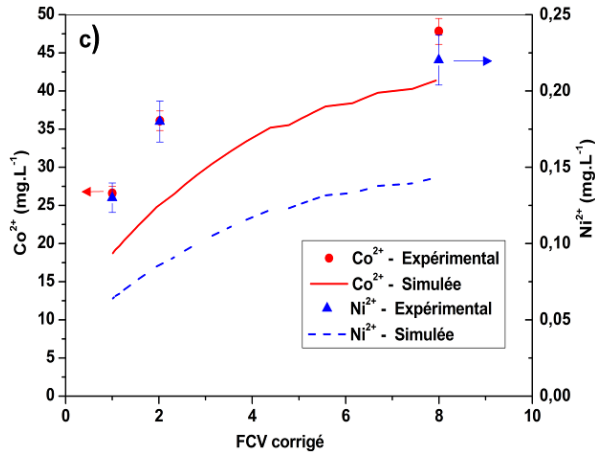 c)
50
45
40
35
30
25
20
15
10
5
0
Co²⁺ (mg.L⁻¹)
0,25
0,20
0,15
0,10
0,05
0,00
Ni²⁺ (mg.L⁻¹)
Co²⁺ - Expérimental
Co²⁺ - Simulée
Ni²⁺ - Expérimental
Ni²⁺ - Simulée
0 2 4 6 8 10
FCV corrigé